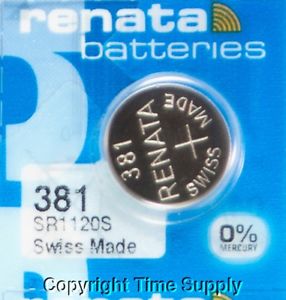 renata
batteries
381
RENATA
SWISS
MADE
+
381
SR1120S
Swiss Made
0%
MERCURY
Copyright Time Supply